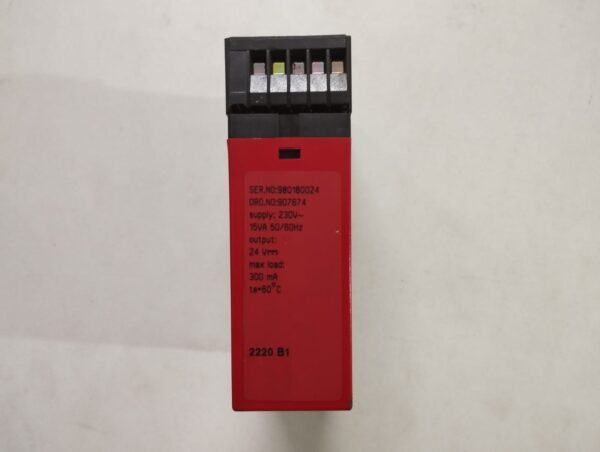 SER.NO:980180024
ORD.NO:907674
supply: 230V~
15VA 50/60Hz
output:
24 V⎓
max load:
300 mA
ta=60°C
2220 B1